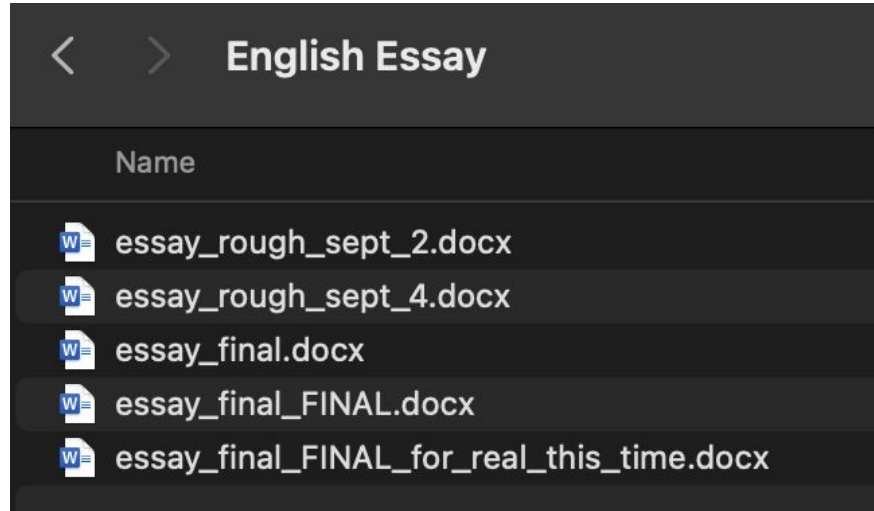 English Essay
Name
essay_rough_sept_2.docx
essay_rough_sept_4.docx
essay_final.docx
essay_final_FINAL.docx
essay_final_FINAL_for_real_this_time.docx